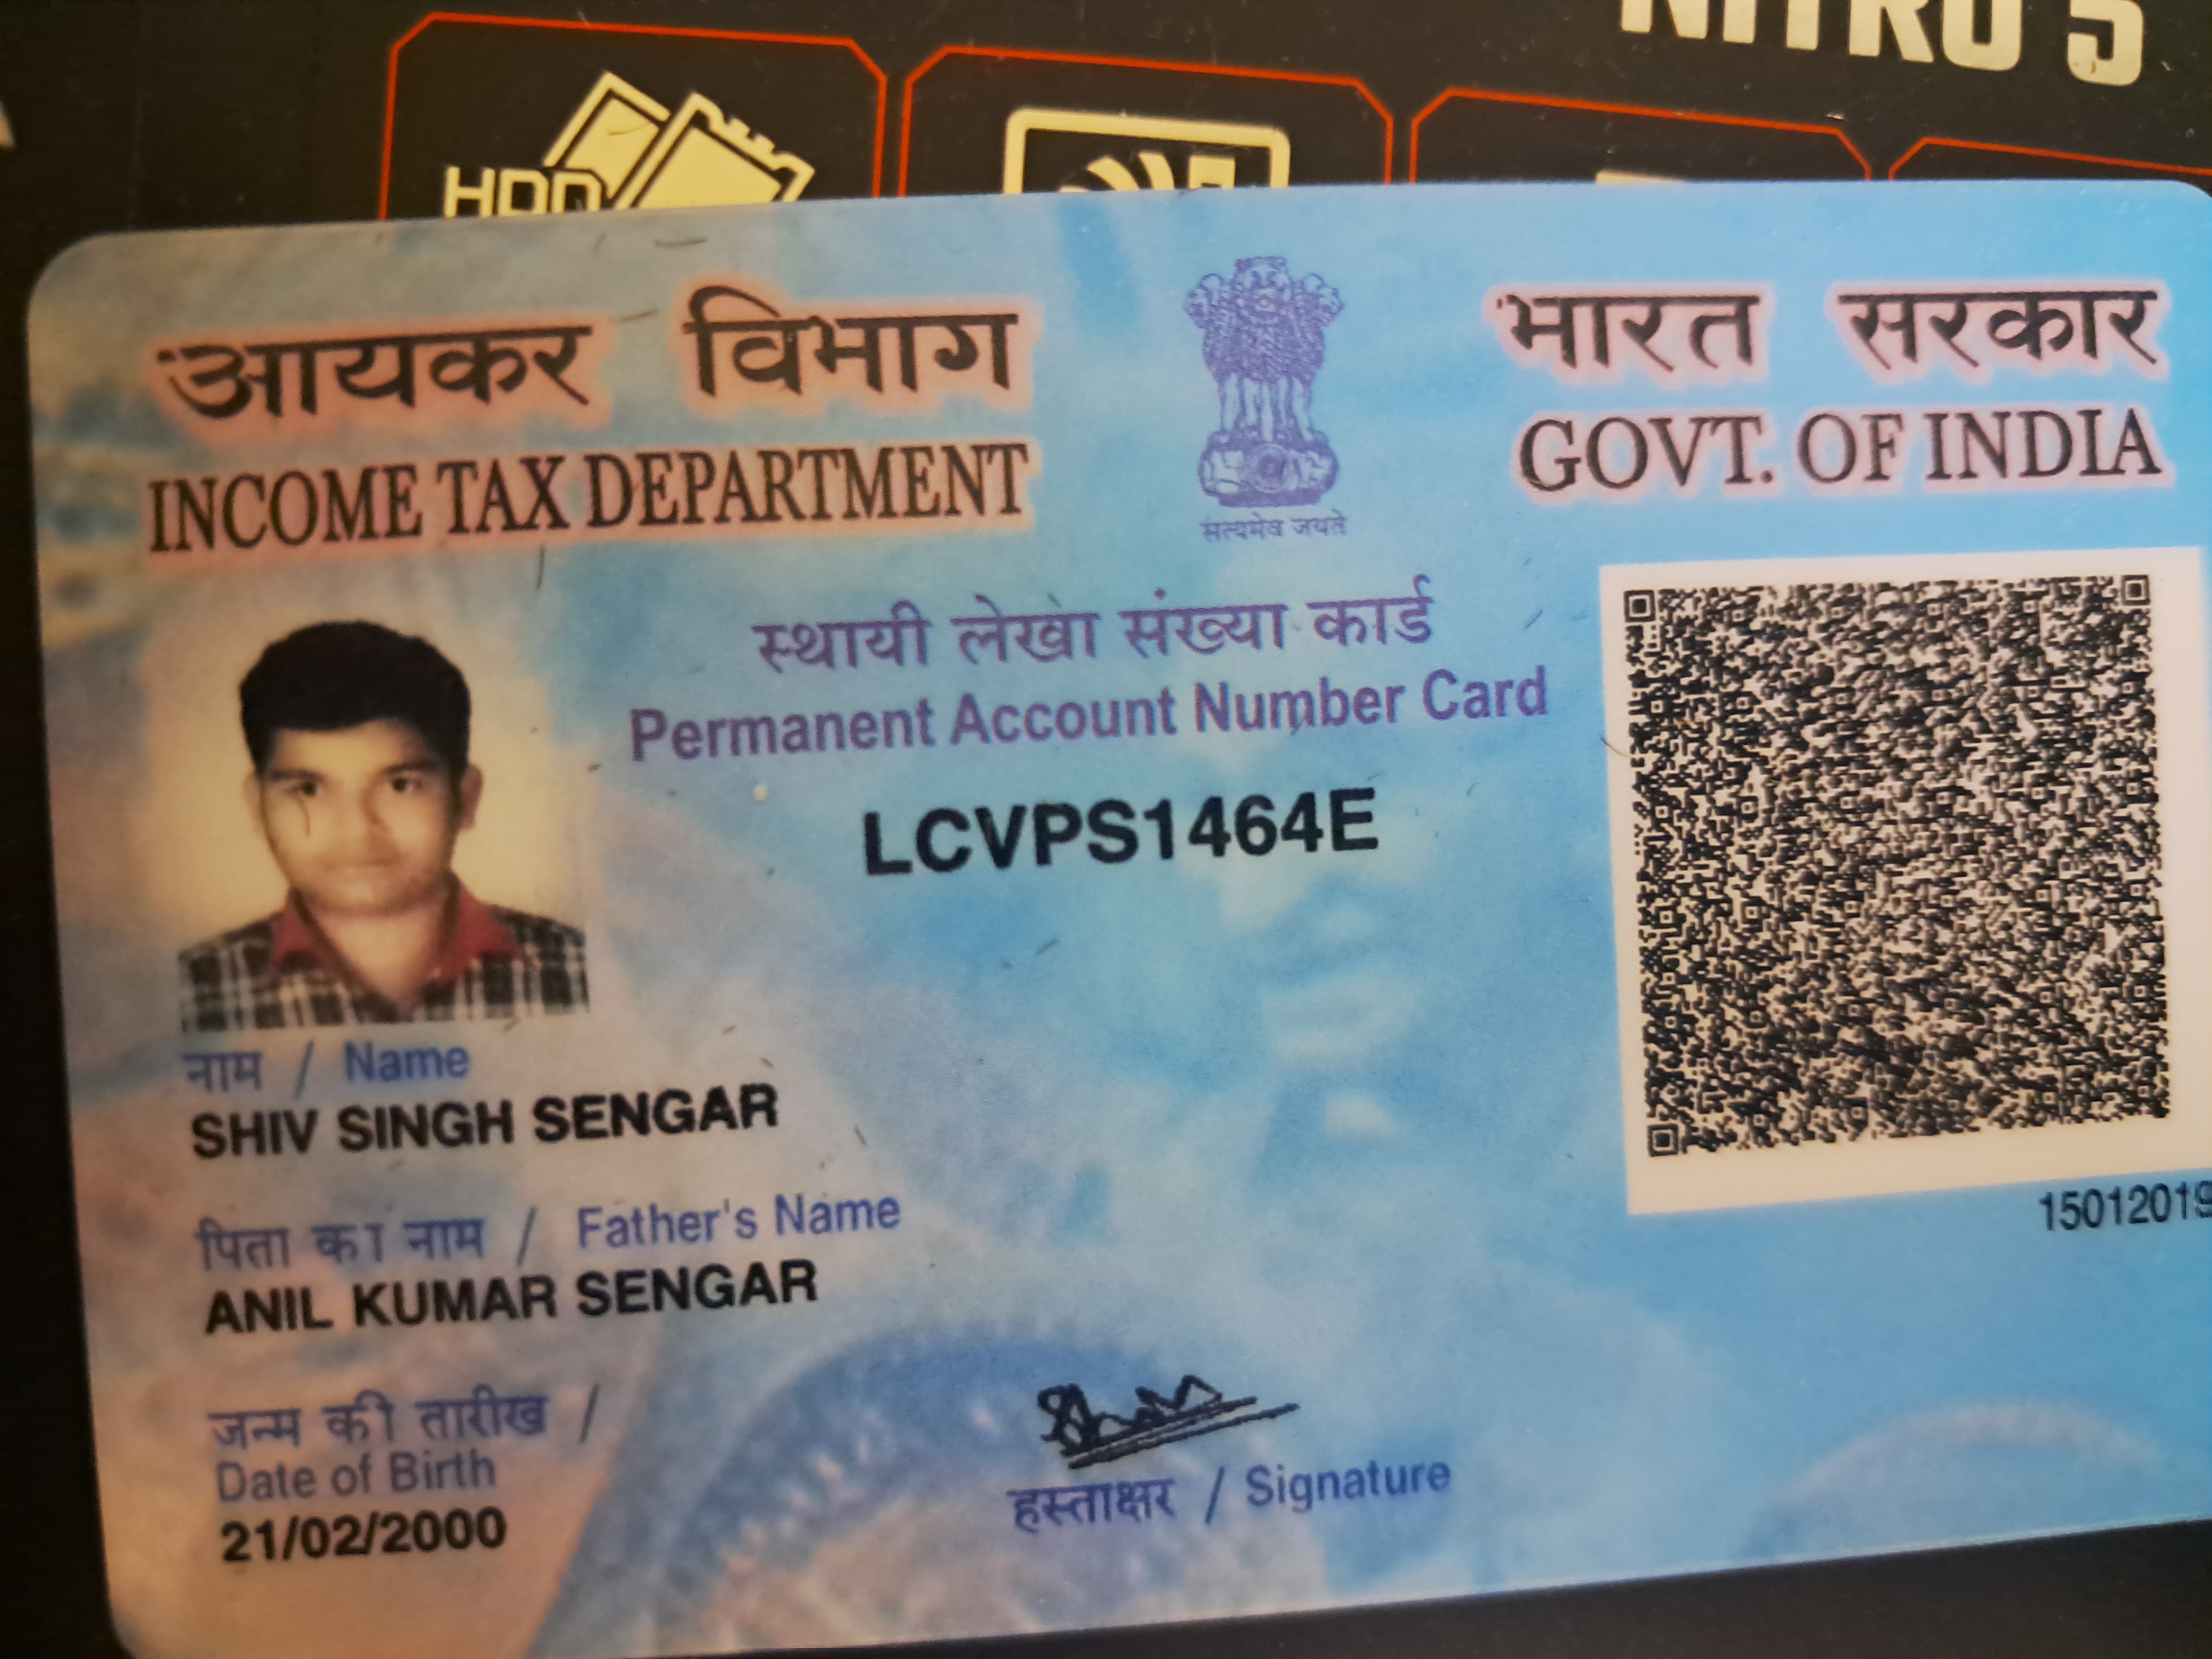 NITRO 5
HDD
आयकर विभाग
INCOME TAX DEPARTMENT
सत्यमेव जयते
भारत सरकार
GOVT. OF INDIA
स्थायी लेखा संख्या कार्ड
Permanent Account Number Card
LCVPS1464E
नाम / Name
SHIV SINGH SENGAR
पिता का नाम / Father's Name
ANIL KUMAR SENGAR
जन्म की तारीख /
Date of Birth
21/02/2000
हस्ताक्षर / Signature
15012019